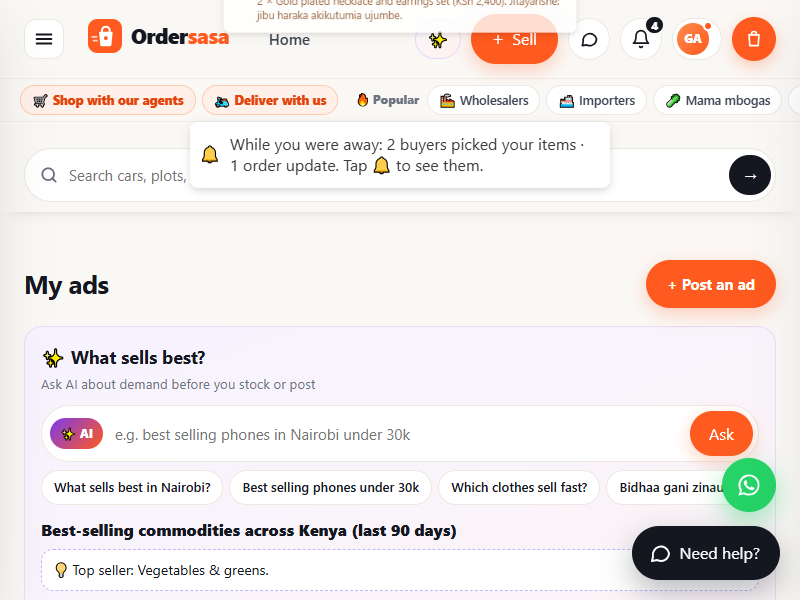 2 × Gold plated necklace and earrings set (KSh 2,400). Jitayarishe:
jibu haraka akikutumia ujumbe.
Ordersasa
Home
+ Sell
4
GA
Shop with our agents
Deliver with us
Popular
Wholesalers
Importers
Mama mbogas
While you were away: 2 buyers picked your items ·
1 order update. Tap 🔔 to see them.
Search cars, plots,
→
My ads
+ Post an ad
✨ What sells best?
Ask AI about demand before you stock or post
✨ AI
e.g. best selling phones in Nairobi under 30k
Ask
What sells best in Nairobi?
Best selling phones under 30k
Which clothes sell fast?
Bidhaa gani zinau
Best-selling commodities across Kenya (last 90 days)
💡 Top seller: Vegetables & greens.
Need help?